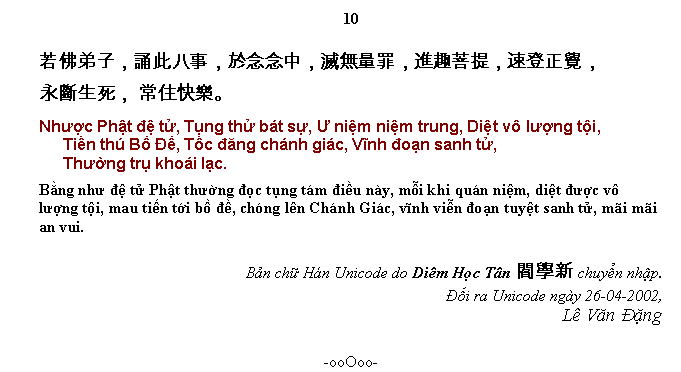 10
若佛弟子，誦此八事，於念念中，滅無量罪，進趣菩提，速登正覺，
永斷生死， 常住快樂。
Nhược Phật đệ tử, Tụng thử bát sự, Ư niệm niệm trung, Diệt vô lượng tội,
Tiến thú Bồ Đề, Tốc đăng chánh giác, Vĩnh đoạn sanh tử,
Thường trụ khoái lạc.
Bằng như đệ tử Phật thường đọc tụng tám điều này, mỗi khi quán niệm, diệt được vô
lượng tội, mau tiến tới bồ đề, chóng lên Chánh Giác, vĩnh viễn đoạn tuyệt sanh tử, mãi mãi
an vui.
Bản chữ Hán Unicode do Diêm Học Tân 閻學新 chuyển nhập.
Đổi ra Unicode ngày 26-04-2002,
Lê Văn Đặng
-ooOoo-